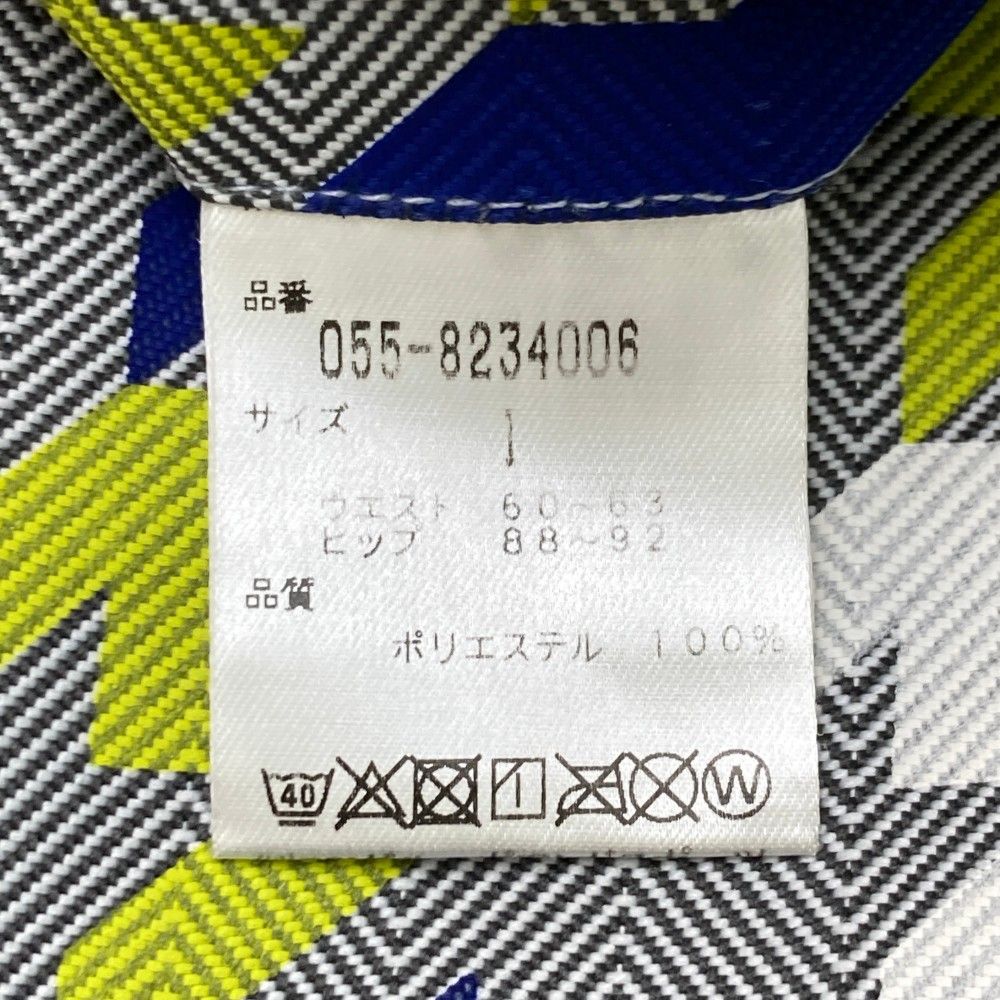 品番
055-8234006
サイズ 1
ウエスト 60~63
ヒップ 88~92
品質
ポリエステル 100%
40 W